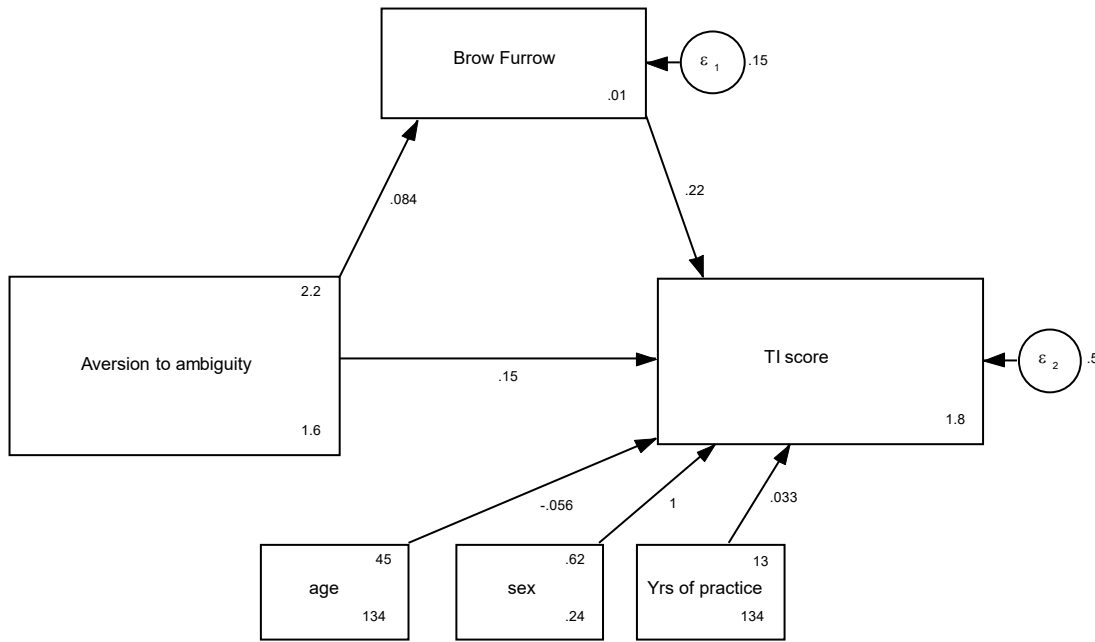 Brow Furrow
.01
ε 1
.15
.084
.22
2.2
Aversion to ambiguity
1.6
.15
TI score
1.8
ε 2
-.056
1
.033
45
age
134
.62
sex
.24
13
Yrs of practice
134